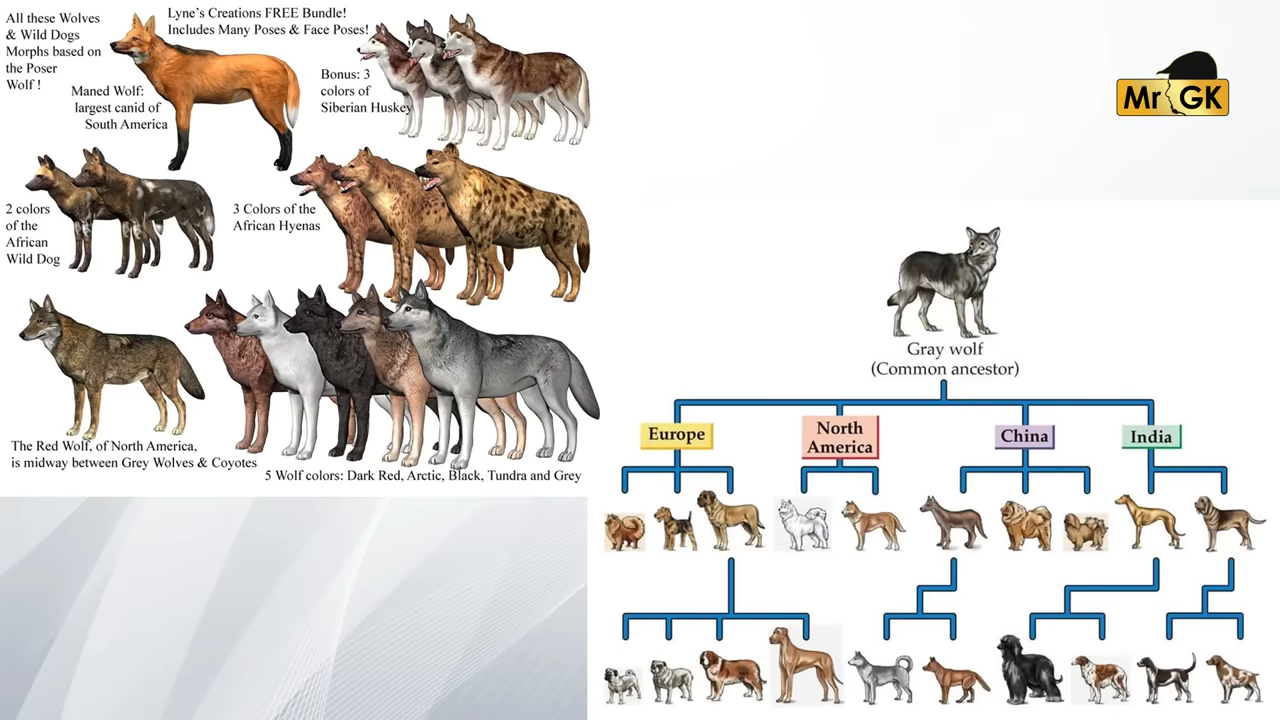 All these Wolves
& Wild Dogs
Morphs based on
the Poser
Wolf !
Lyne's Creations FREE Bundle!
Includes Many Poses & Face Poses!
Maned Wolf:
largest canid of
South America
Bonus: 3
colors of
Siberian Huskey
2 colors
of the
African
Wild Dog
3 Colors of the
African Hyenas
The Red Wolf, of North America,
is midway between Grey Wolves & Coyotes
5 Wolf colors: Dark Red, Arctic, Black, Tundra and Grey
Mr GK
Gray wolf
(Common ancestor)
Europe
North
America
China
India